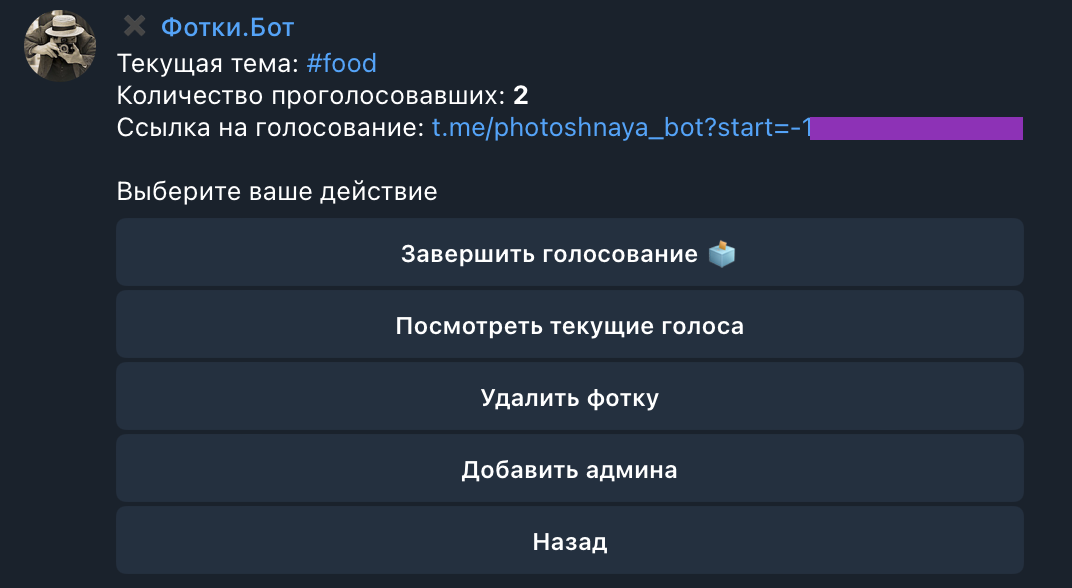 Фотки.Бот
Текущая тема: #food
Количество проголосовавших: 2
Ссылка на голосование: t.me/photoshnaya_bot?start=-1
Выберите ваше действие
Завершить голосование 🗳
Посмотреть текущие голоса
Удалить фотку
Добавить админа
Назад